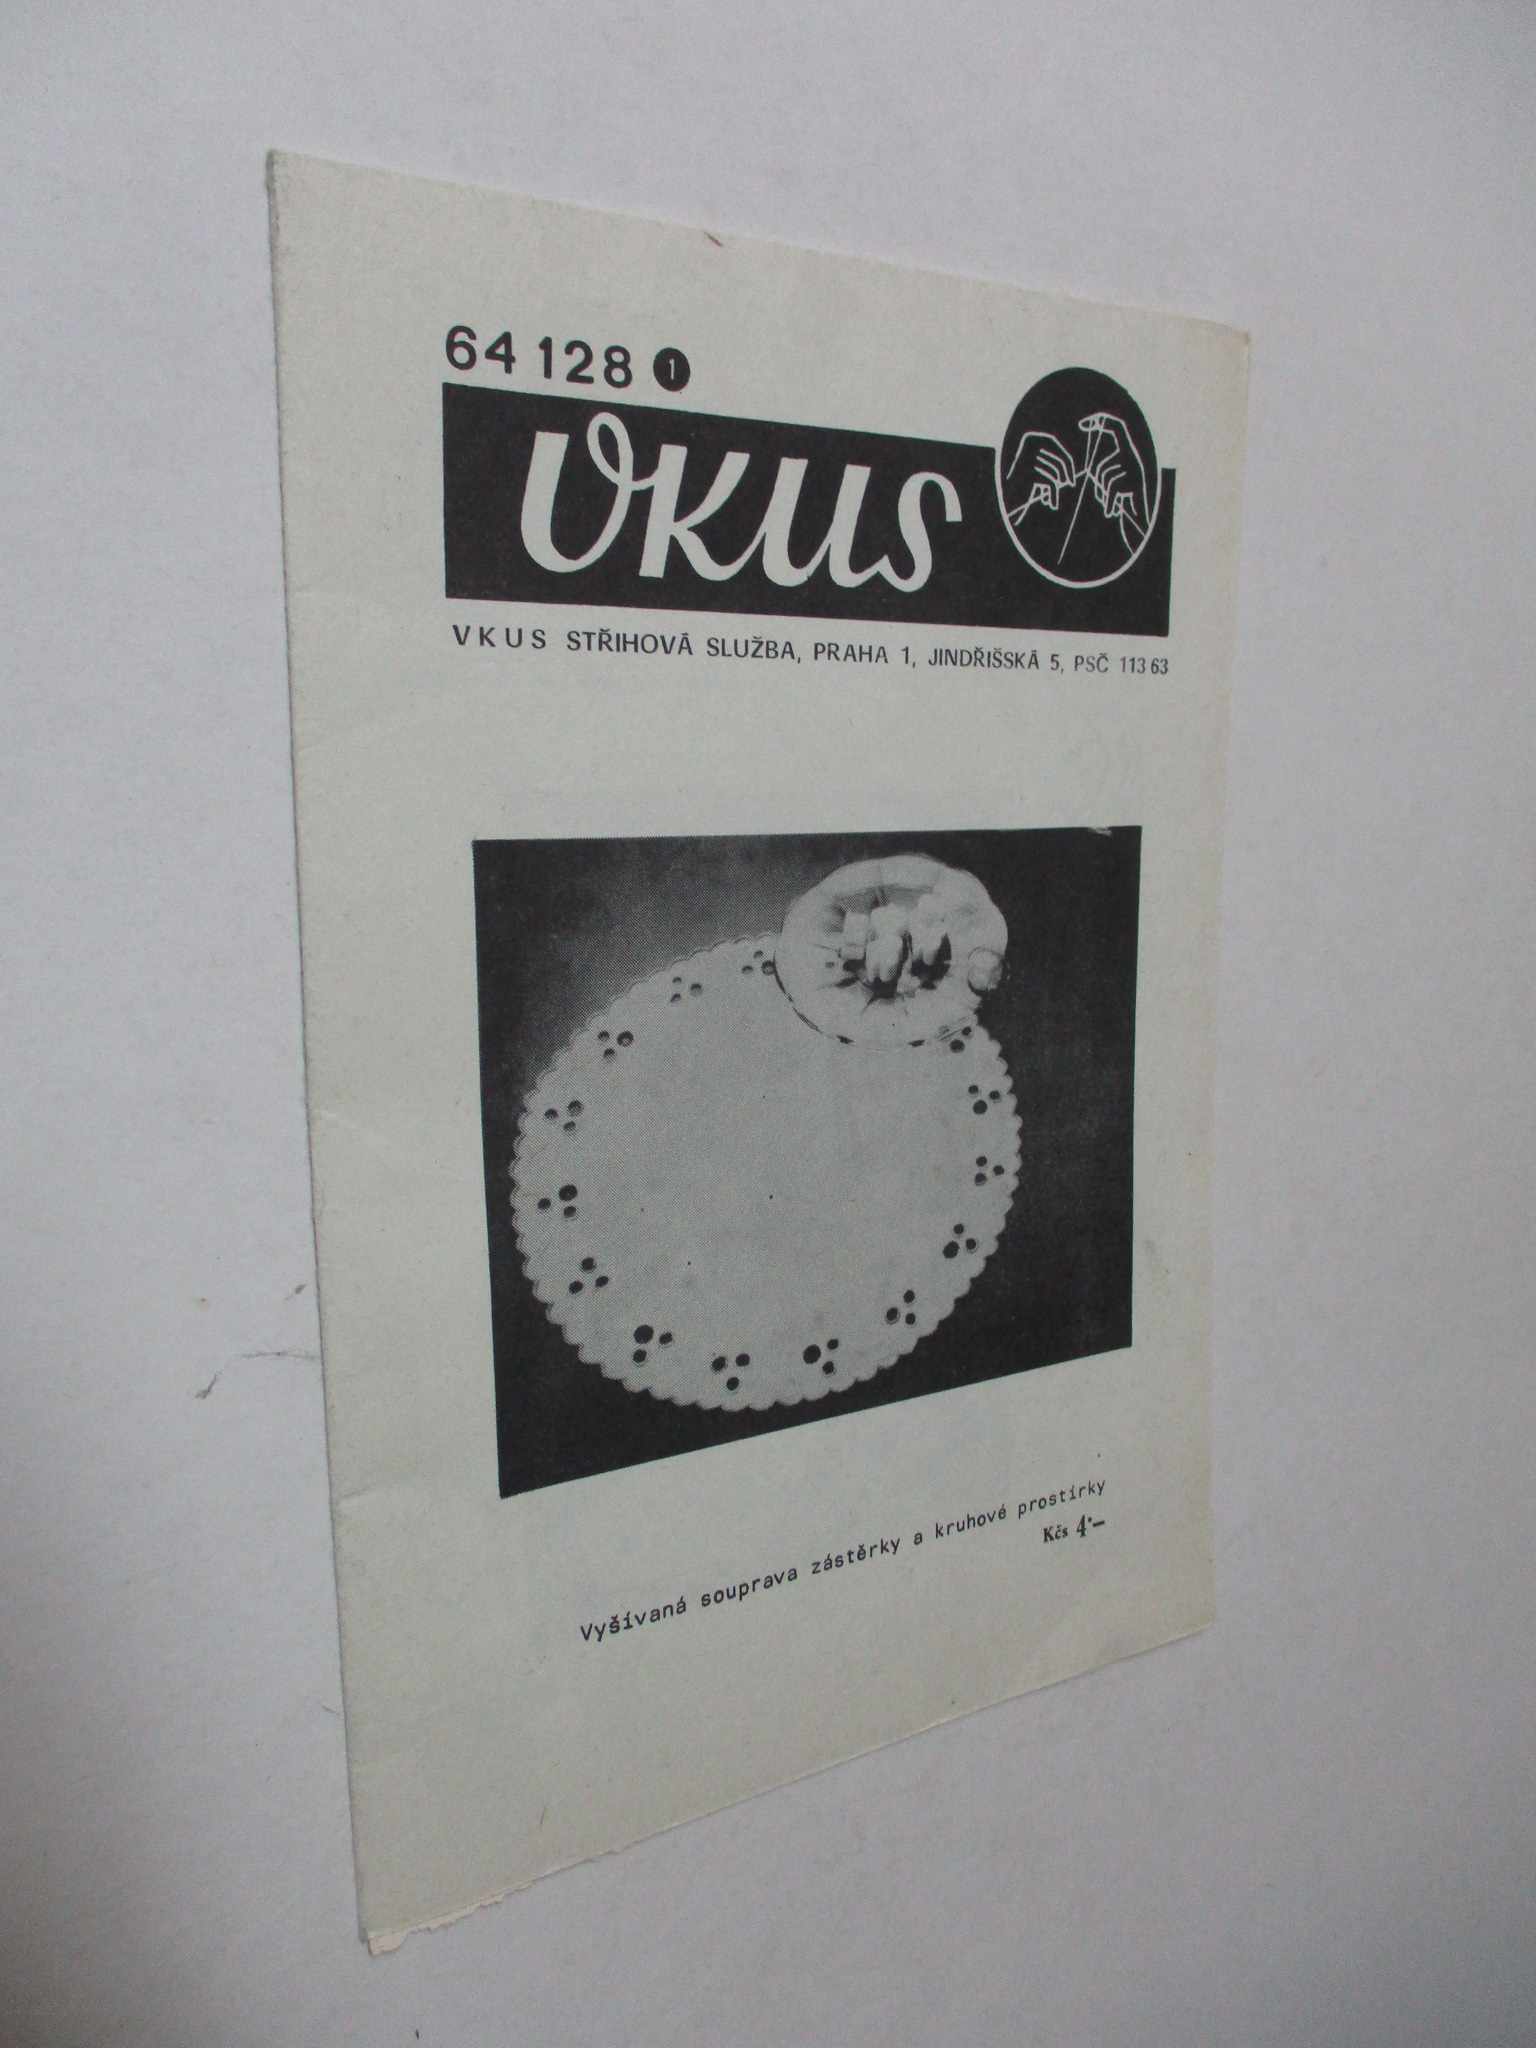 64 128 1
VKUS
VKUS STŘIHOVÁ SLUŽBA, PRAHA 1, JINDŘIŠSKÁ 5, PSČ 113 63
Vyšívaná souprava zástěrky a kruhové prostírky
Kčs 4·–